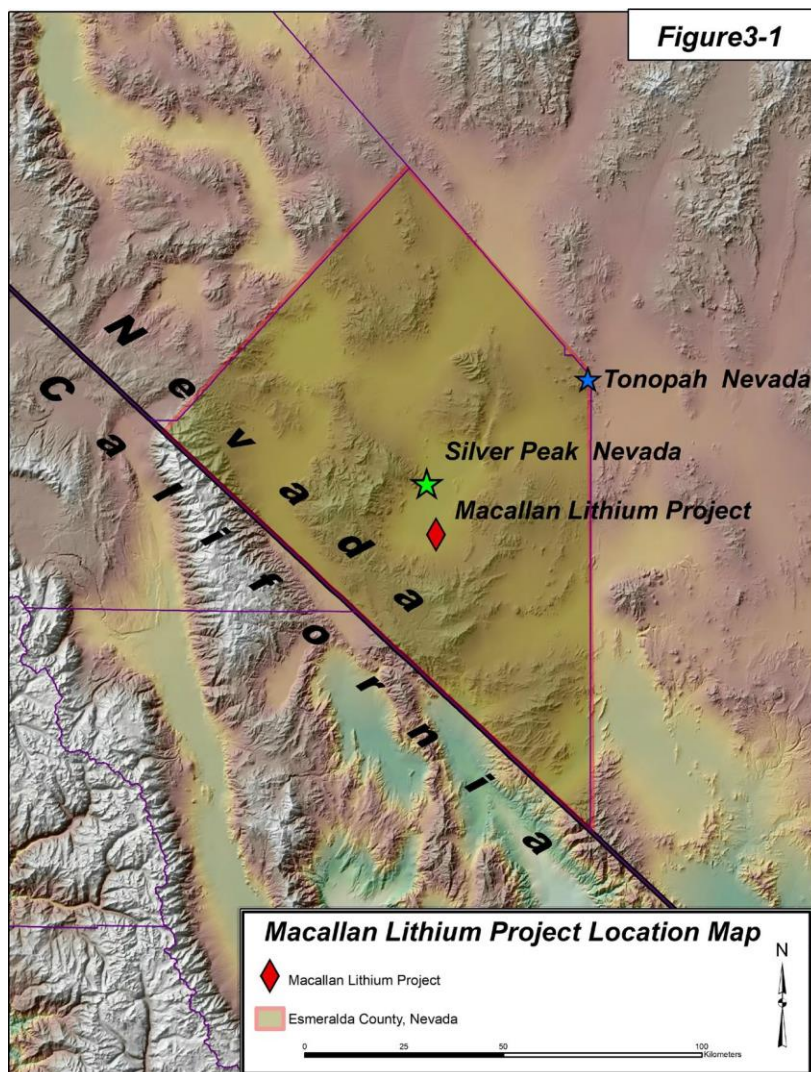 Figure3-1
Nevada
California
Tonopah Nevada
Silver Peak Nevada
Macallan Lithium Project
Macallan Lithium Project Location Map
N
Macallan Lithium Project
Esmeralda County, Nevada
0 25 50 100
Kilometers